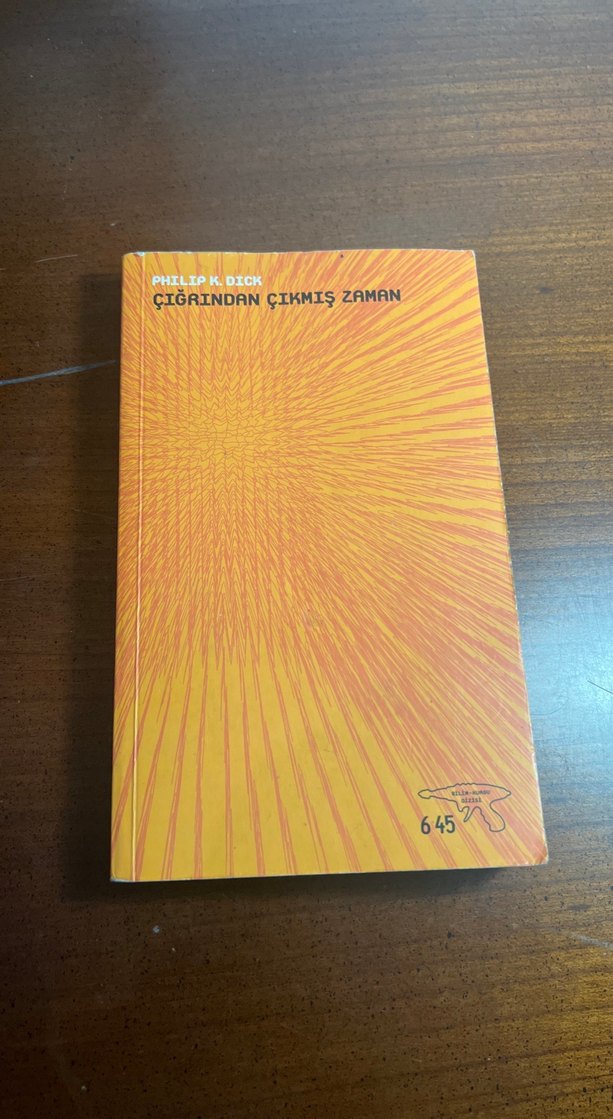 PHILIP K. DICK
ÇIĞRINDAN ÇIKMIŞ ZAMAN
BİLİM-KURGU
DİZİSİ
6 45